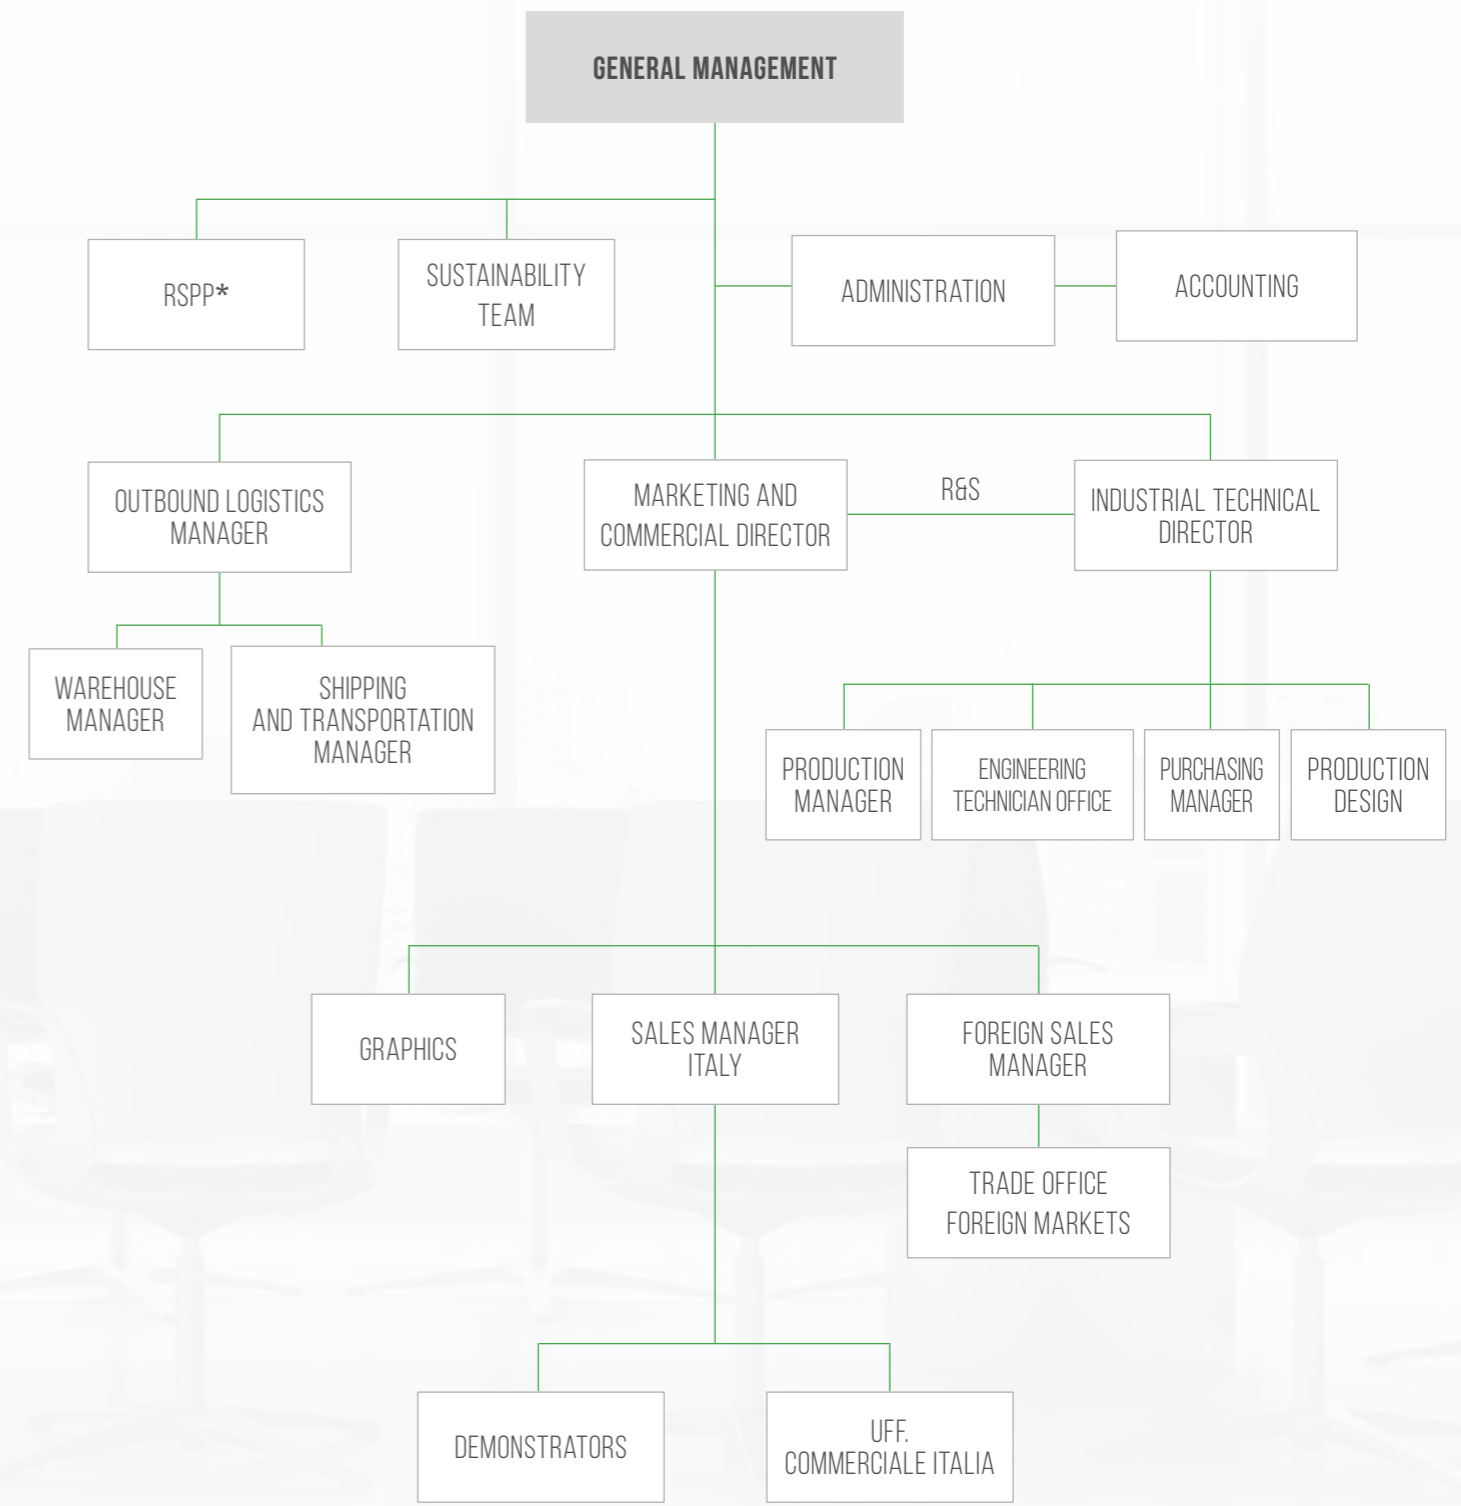 GENERAL MANAGEMENT
RSPP*
SUSTAINABILITY
TEAM
ADMINISTRATION
ACCOUNTING
OUTBOUND LOGISTICS
MANAGER
MARKETING AND
COMMERCIAL DIRECTOR
R&S
INDUSTRIAL TECHNICAL
DIRECTOR
WAREHOUSE
MANAGER
SHIPPING
AND TRANSPORTATION
MANAGER
PRODUCTION
MANAGER
ENGINEERING
TECHNICIAN OFFICE
PURCHASING
MANAGER
PRODUCTION
DESIGN
GRAPHICS
SALES MANAGER
ITALY
FOREIGN SALES
MANAGER
TRADE OFFICE
FOREIGN MARKETS
DEMONSTRATORS
UFF.
COMMERCIALE ITALIA